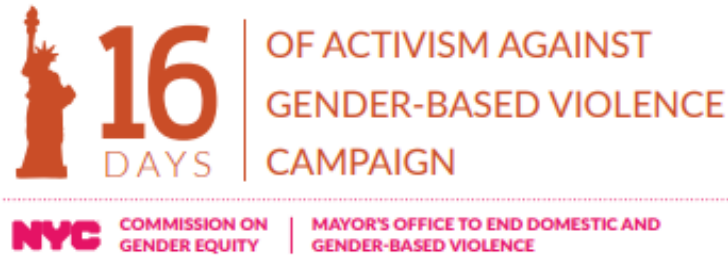 16
DAYS
OF ACTIVISM AGAINST
GENDER-BASED VIOLENCE
CAMPAIGN
NYC
COMMISSION ON
GENDER EQUITY
MAYOR'S OFFICE TO END DOMESTIC AND
GENDER-BASED VIOLENCE